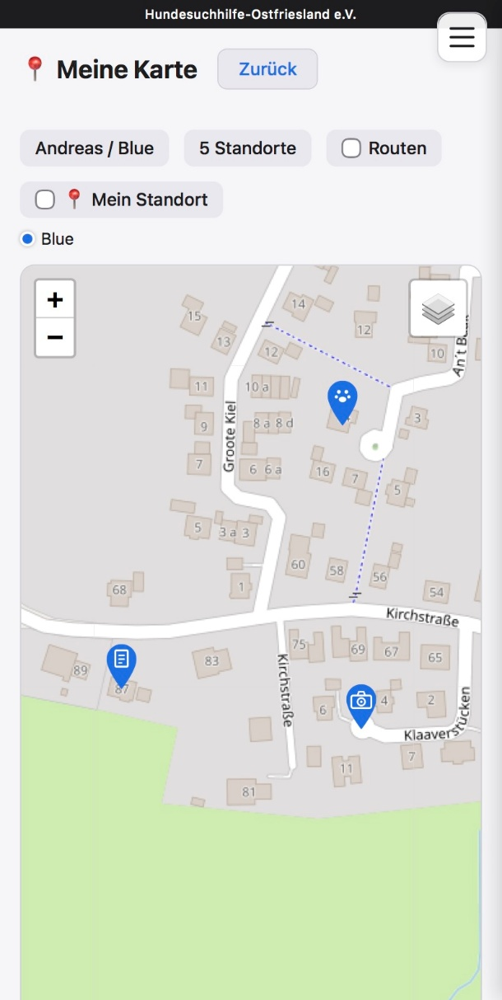 Hundesuchhilfe-Ostfriesland e.V.
Meine Karte
Zurück
Andreas / Blue
5 Standorte
Routen
Mein Standort
Blue
+
−
15
14
13
12
12
10
An't B
11
10 a
9
8 a 8 d
3
Groote Kiel
7
6 6 a
16
7
5
5
3 a 3
60
58
56
68
1
54
Kirchstraße
75
69
67
65
89
83
87
Kirchstraße
6
4
2
Klaaverstücken
7
11
81